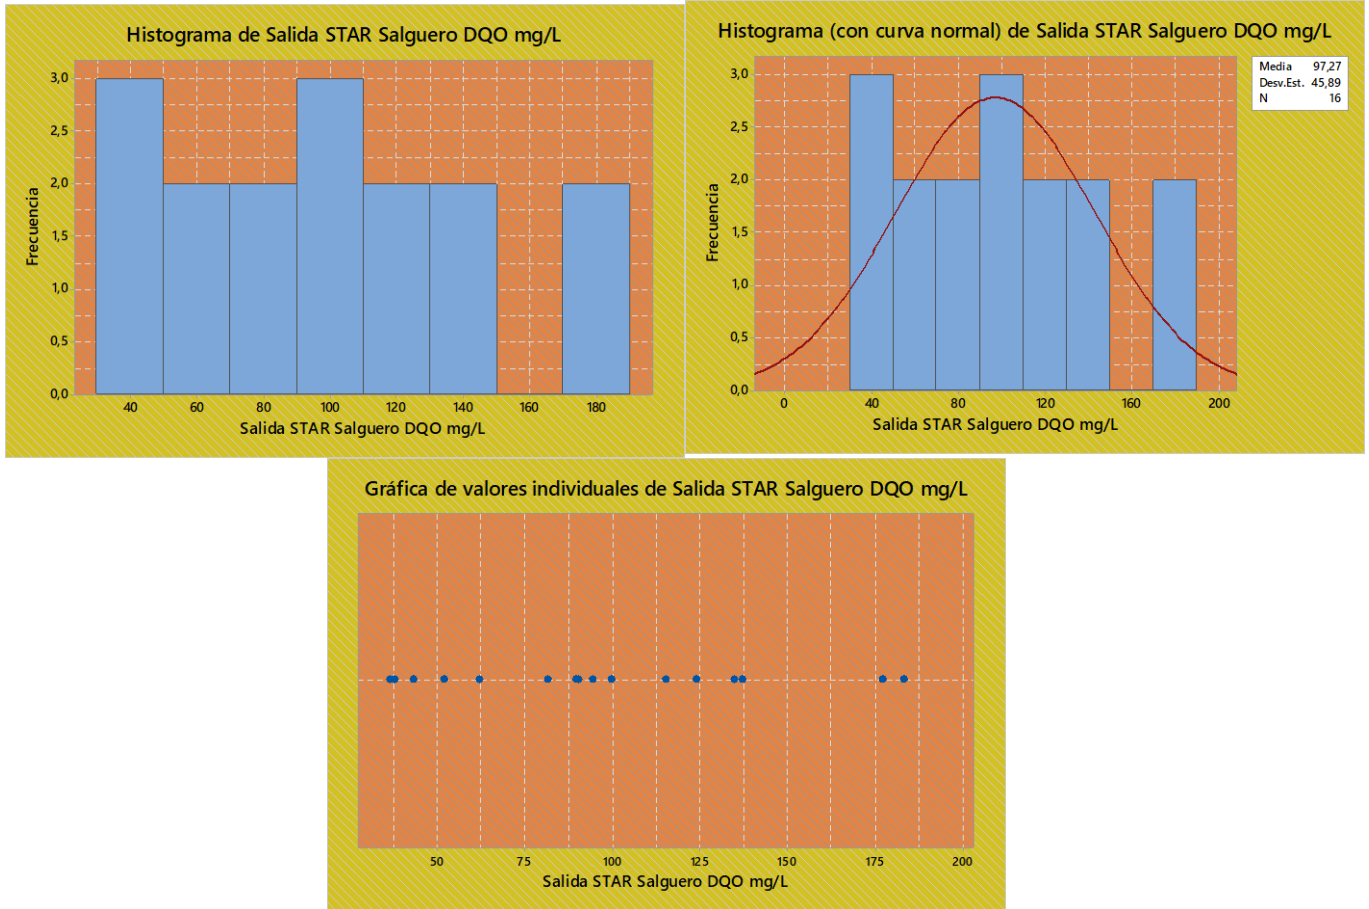 Histograma de Salida STAR Salguero DQO mg/L
3,0
2,5
2,0
1,5
1,0
0,5
0,0
Frecuencia
40 60 80 100 120 140 160 180
Salida STAR Salguero DQO mg/L
Histograma (con curva normal) de Salida STAR Salguero DQO mg/L
Media 97,27
Desv.Est. 45,89
N 16
3,0
2,5
2,0
1,5
1,0
0,5
0,0
Frecuencia
0 40 80 120 160 200
Salida STAR Salguero DQO mg/L
Gráfica de valores individuales de Salida STAR Salguero DQO mg/L
50 75 100 125 150 175 200
Salida STAR Salguero DQO mg/L